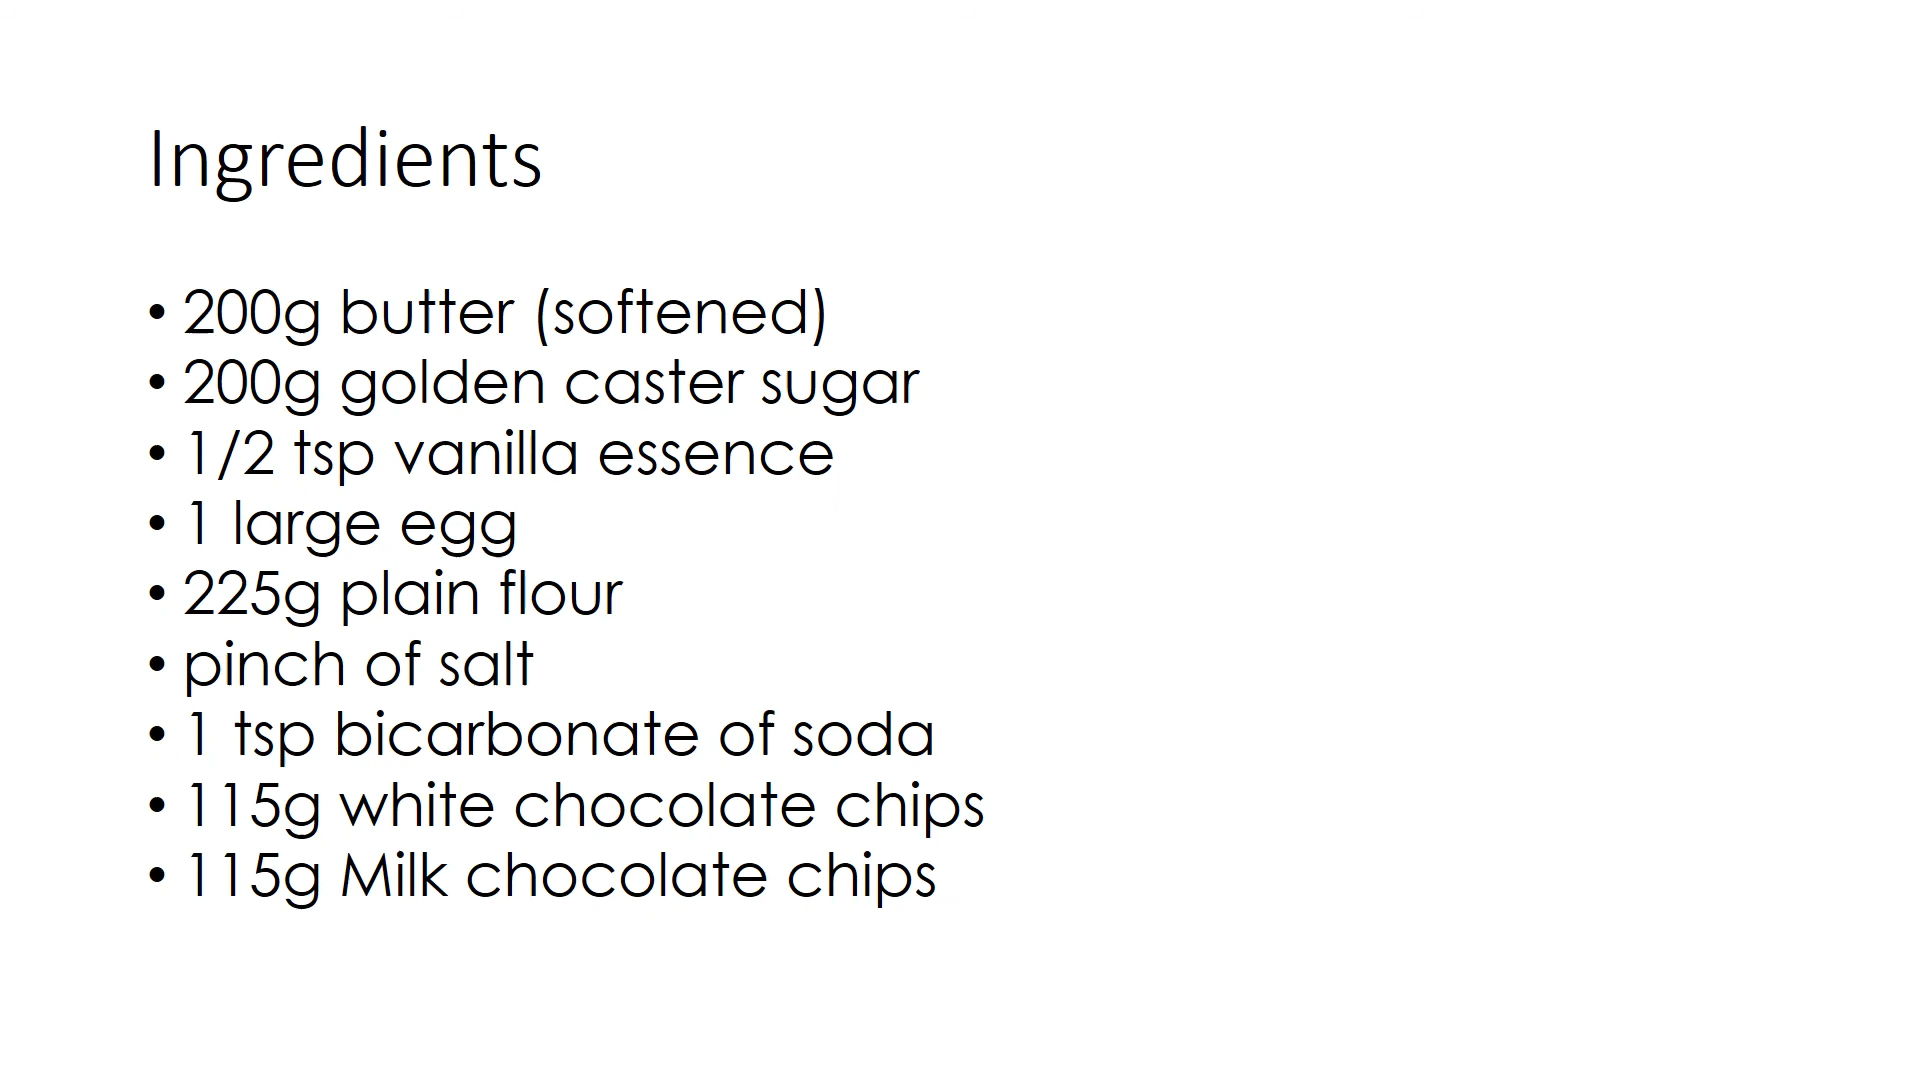 Ingredients
• 200g butter (softened)
• 200g golden caster sugar
• 1/2 tsp vanilla essence
• 1 large egg
• 225g plain flour
• pinch of salt
• 1 tsp bicarbonate of soda
• 115g white chocolate chips
• 115g Milk chocolate chips